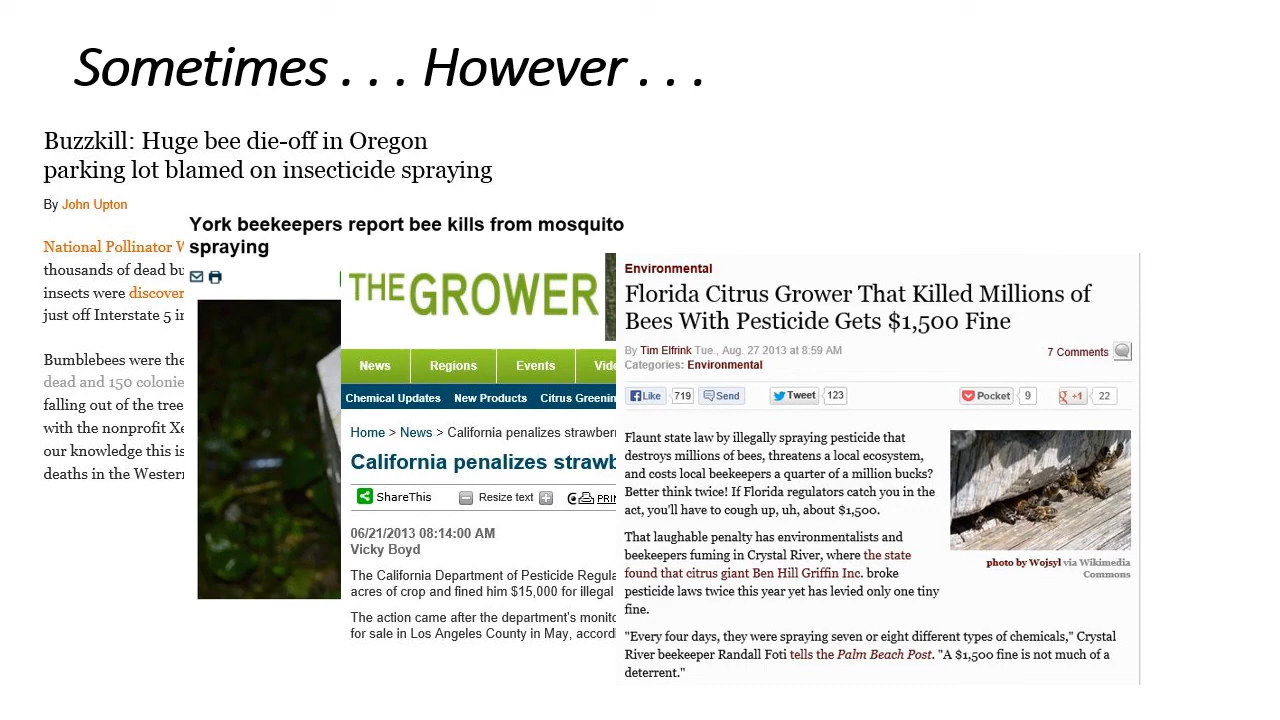 Sometimes . . . However . . .
Buzzkill: Huge bee die-off in Oregon
parking lot blamed on insecticide spraying
By John Upton
National Pollinator
thousands of dead
insects were
just off Interstate 5
Bumblebees were
dead and 150
falling out of the tree
with the nonprofit
our knowledge this is
deaths in the
York beekeepers report bee kills from mosquito
spraying
THE GROWER
News Regions Events
Chemical Updates New Products Citrus
Home > News > California penalizes
California penalizes
ShareThis Resize text
06/21/2013 08:14:00 AM
Vicky Boyd
The California Department of Pesticide
acres of crop and fined him $15,000 for illegal
The action came after the department's
for sale in Los Angeles County in May,
Environmental
Florida Citrus Grower That Killed Millions of
Bees With Pesticide Gets $1,500 Fine
By Tim Elfrink Tue., Aug. 27 2013 at 8:59 AM
7 Comments
Categories: Environmental
Like 719 Send Tweet 123 Pocket 9 +1 22
Flaunt state law by illegally spraying pesticide that
destroys millions of bees, threatens a local ecosystem,
and costs local beekeepers a quarter of a million bucks?
Better think twice! If Florida regulators catch you in the
act, you'll have to cough up, uh, about $1,500.
That laughable penalty has environmentalists and
beekeepers fuming in Crystal River, where the state
found that citrus giant Ben Hill Griffin Inc. broke
pesticide laws twice this year yet has levied only one tiny
fine.
photo by Wojsyl via Wikimedia
Commons
"Every four days, they were spraying seven or eight different types of chemicals," Crystal
River beekeeper Randall Foti tells the Palm Beach Post. "A $1,500 fine is not much of a
deterrent."